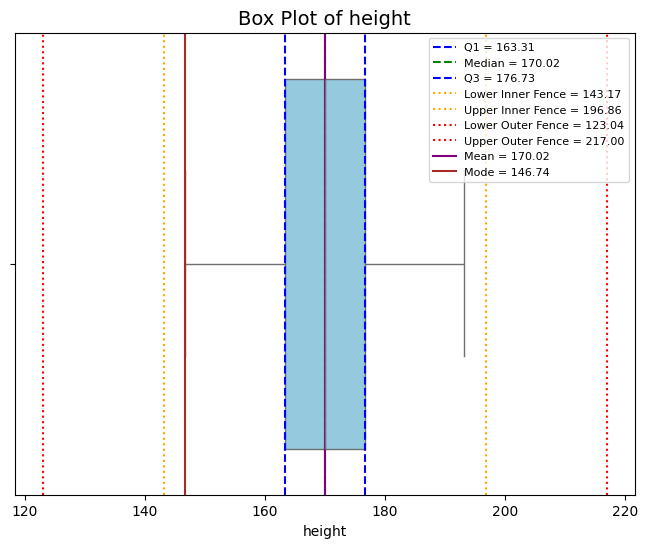 Box Plot of height
Q1 = 163.31
Median = 170.02
Q3 = 176.73
Lower Inner Fence = 143.17
Upper Inner Fence = 196.86
Lower Outer Fence = 123.04
Upper Outer Fence = 217.00
Mean = 170.02
Mode = 146.74
120 140 160 180 200 220
height